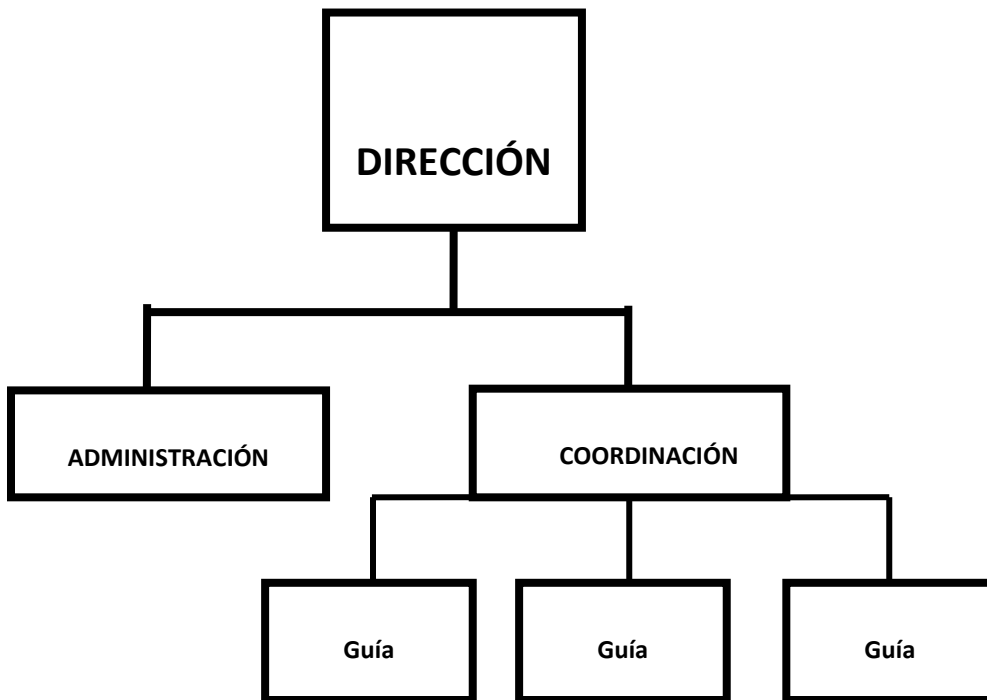 DIRECCIÓN
ADMINISTRACIÓN
COORDINACIÓN
Guía
Guía
Guía